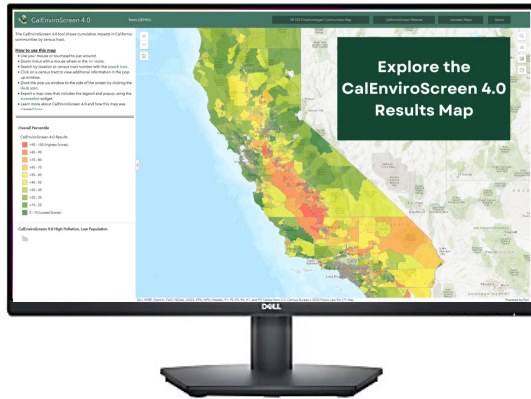 CalEnviroScreen 4.0
from OEHHA
SB 535 Disadvantaged Communities Map
CalEnviroScreen Website
Indicator Maps
About
The CalEnviroScreen 4.0 tool shows cumulative impacts in California
communities by census tract.
How to use this map
• Use your mouse or touchpad to pan around.
• Zoom in/out with a mouse wheel or the +/- icons.
• Search by location or census tract number with the search icon.
• Click on a census tract to view additional information in the pop
up window.
• Dock the pop up window to the side of the screen by clicking the
dock icon.
• Export a map view that includes the legend and popup using the
screenshot widget.
• Learn more about CalEnviroScreen 4.0 and how this map was
Overall Percentile
CalEnviroScreen 4.0 Results
>90 - 100 (Highest Scores)
>80 - 90
>70 - 80
>60 - 70
>50 - 60
>40 - 50
>30 - 40
>20 - 30
>10 - 20
0 - 10 (Lowest Scores)
CalEnviroScreen 4.0 High Pollution, Low Population
Explore the
CalEnviroScreen 4.0
Results Map
DELL